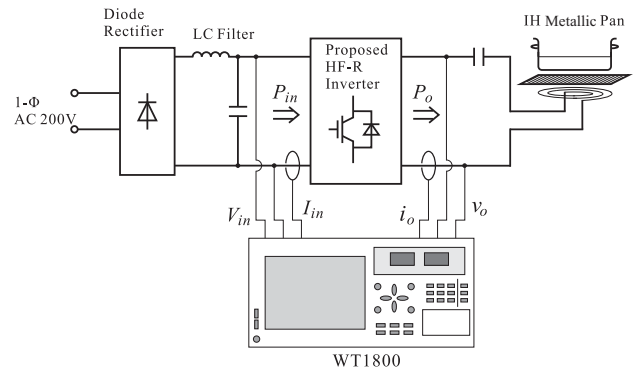 Diode
Rectifier
LC Filter
Proposed
HF-R
Inverter
IH Metallic Pan
1-Φ
AC 200V
P_in
P_o
V_in
I_in
i_o
v_o
WT1800